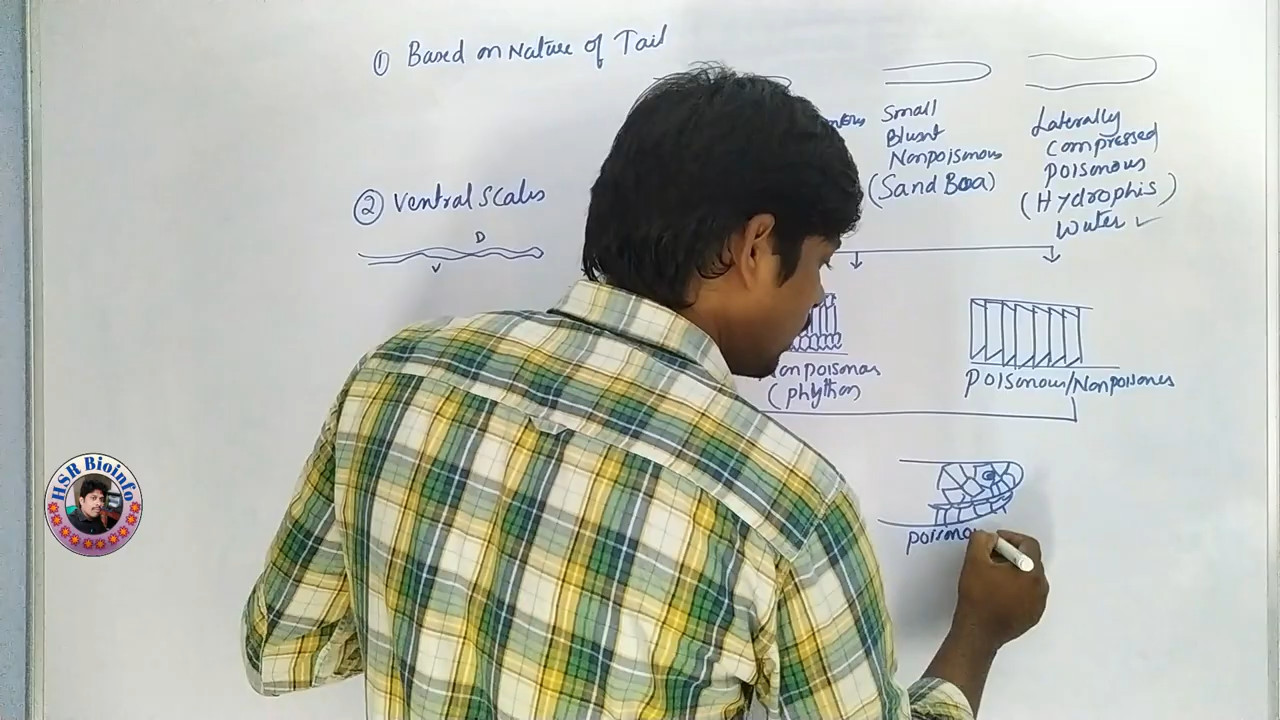 ① Based on Nature of Tail
Small
Blunt
Nonpoisonous
(Sand Boa)
Laterally
compressed
poisonous
(Hydrophis)
Water ✓
② Ventral Scales
D
V
Nonpoisonous
(phython)
Poisonous/Nonpoisones
poisono
HSR Bioinfo